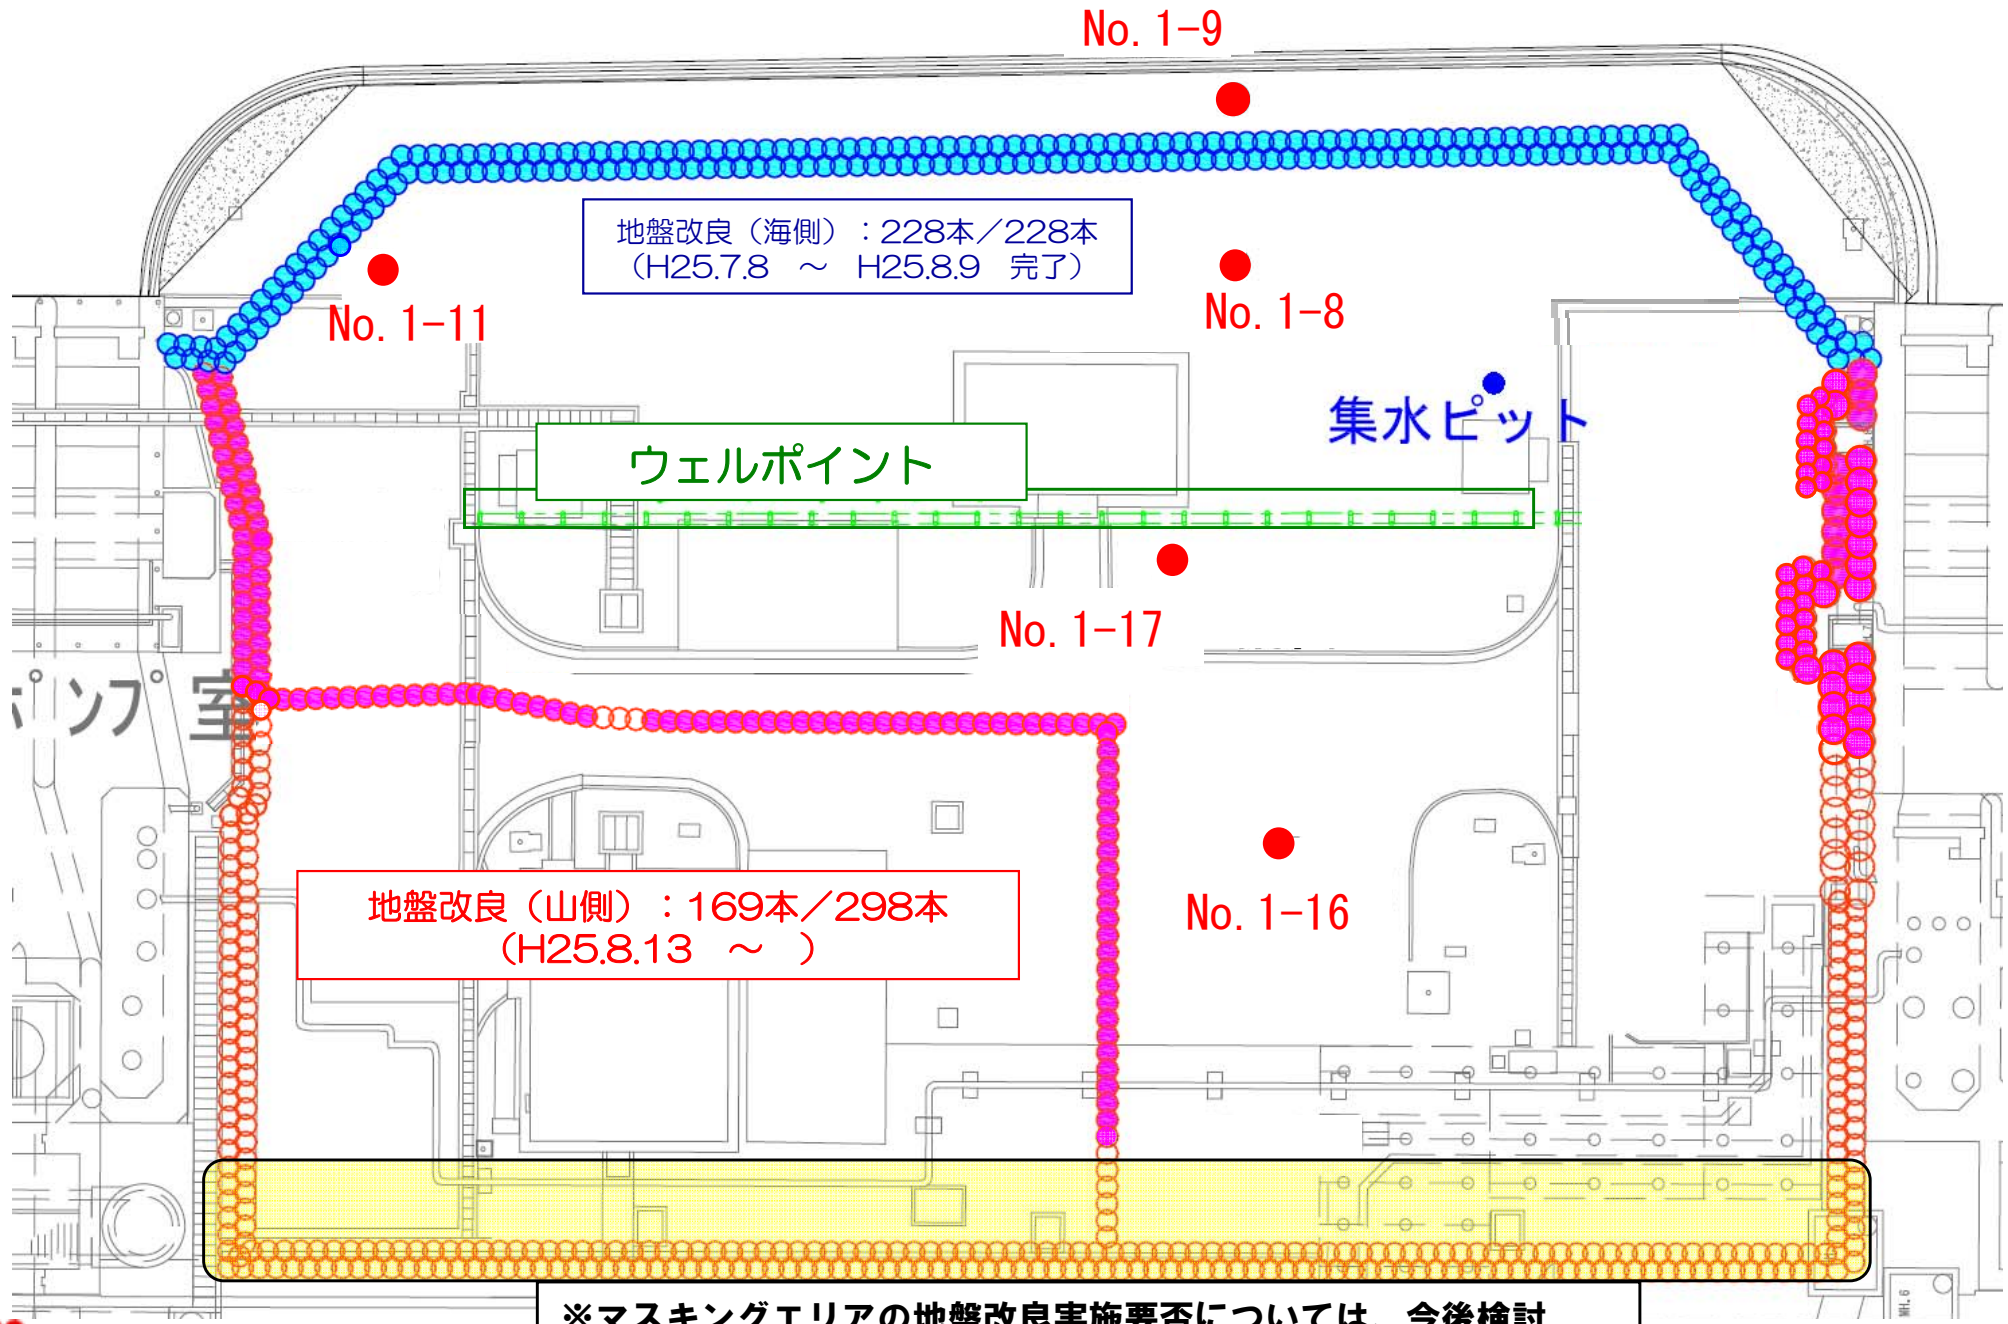 No. 1-9
地盤改良（海側）：228本／228本
（H25.7.8　～　H25.8.9　完了）
No. 1-11
No. 1-8
集水ピット
ウェルポイント
No. 1-17
ポンプ室
地盤改良（山側）：169本／298本
（H25.8.13　～　）
No. 1-16
※マスキングエリアの地盤改良実施要否については、今後検討
MH.6